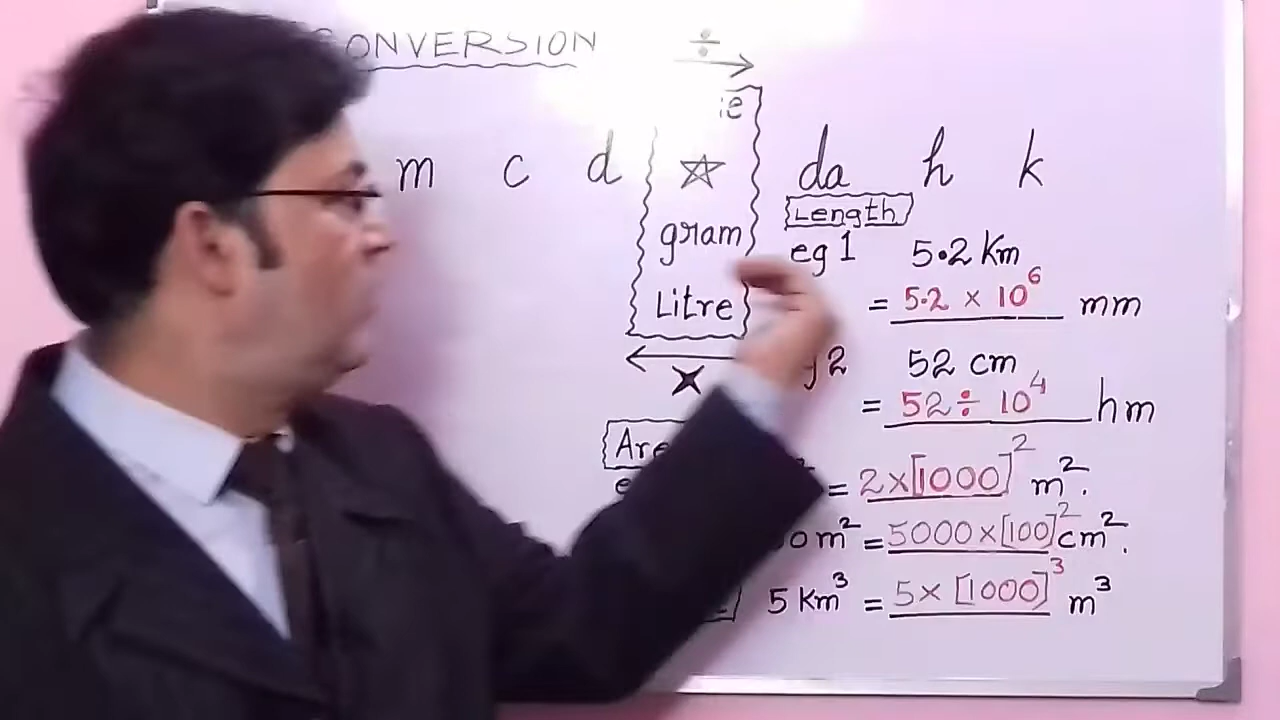 CONVERSION ÷
m c d ☆ da h k
gram
Litre
×
Length
eg 1 5.2 Km
= 5.2 × 10⁶ mm
2 52 cm
= 52 ÷ 10⁴ hm
= 2×[1000]² m².
m² = 5000×[100]² cm².
5 Km³ = 5× [1000]³ m³